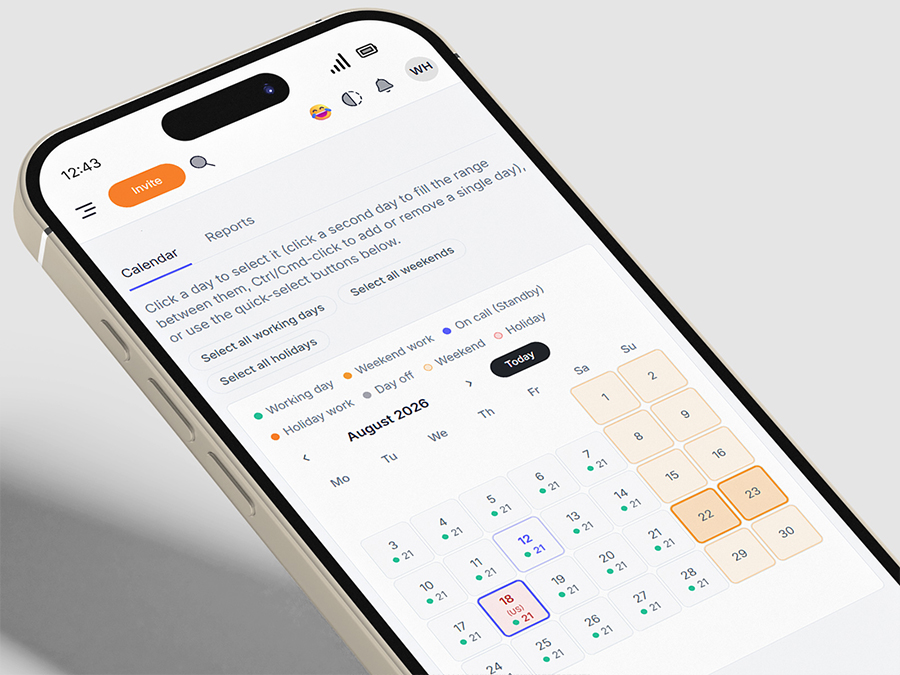 12:43
WH
Invite
Calendar
Reports
Click a day to select it (click a second day to fill the range
between them, Ctrl/Cmd-click to add or remove a single day),
or use the quick-select buttons below.
Select all working days
Select all weekends
Select all holidays
Working day
Weekend work
On call (Standby)
Holiday work
Day off
Weekend
Holiday
August 2026
Today
Mo Tu We Th Fr Sa Su
1 2
3 4 5 6 7 8 9
21 21 21 21 21
10 11 12 13 14 15 16
21 21 21 21 21
17 18 19 20 21 22 23
(US)
21 21 21 21 21
24 25 26 27 28 29 30
21 21 21 21